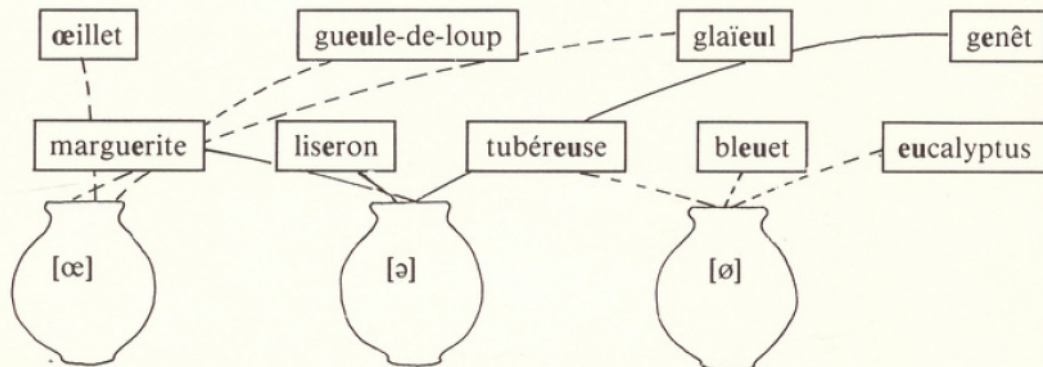 œillet gueule-de-loup glaïeul genêt
marguerite liseron tubéreuse bleuet eucalyptus
[œ] [ə] [ø]